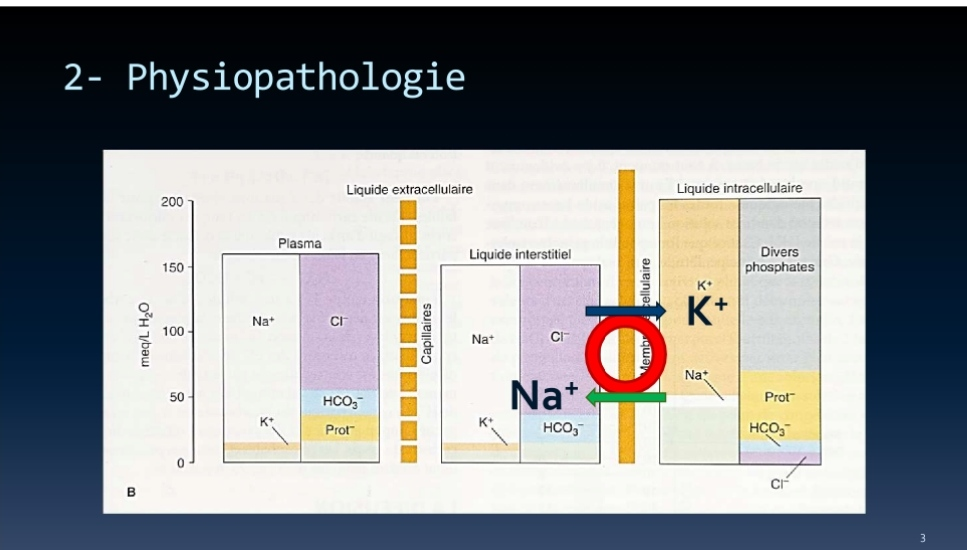 2- Physiopathologie
Liquide extracellulaire
Liquide intracellulaire
Plasma
Liquide interstitiel
meq/L H₂O
200
150
100
50
0
Na⁺
Cl⁻
HCO₃⁻
K⁺
Prot⁻
Capillaires
Na⁺
Cl⁻
K⁺
HCO₃⁻
Na⁺
K⁺
K⁺
Na⁺
Divers
phosphates
Prot⁻
HCO₃⁻
Cl⁻
B
3